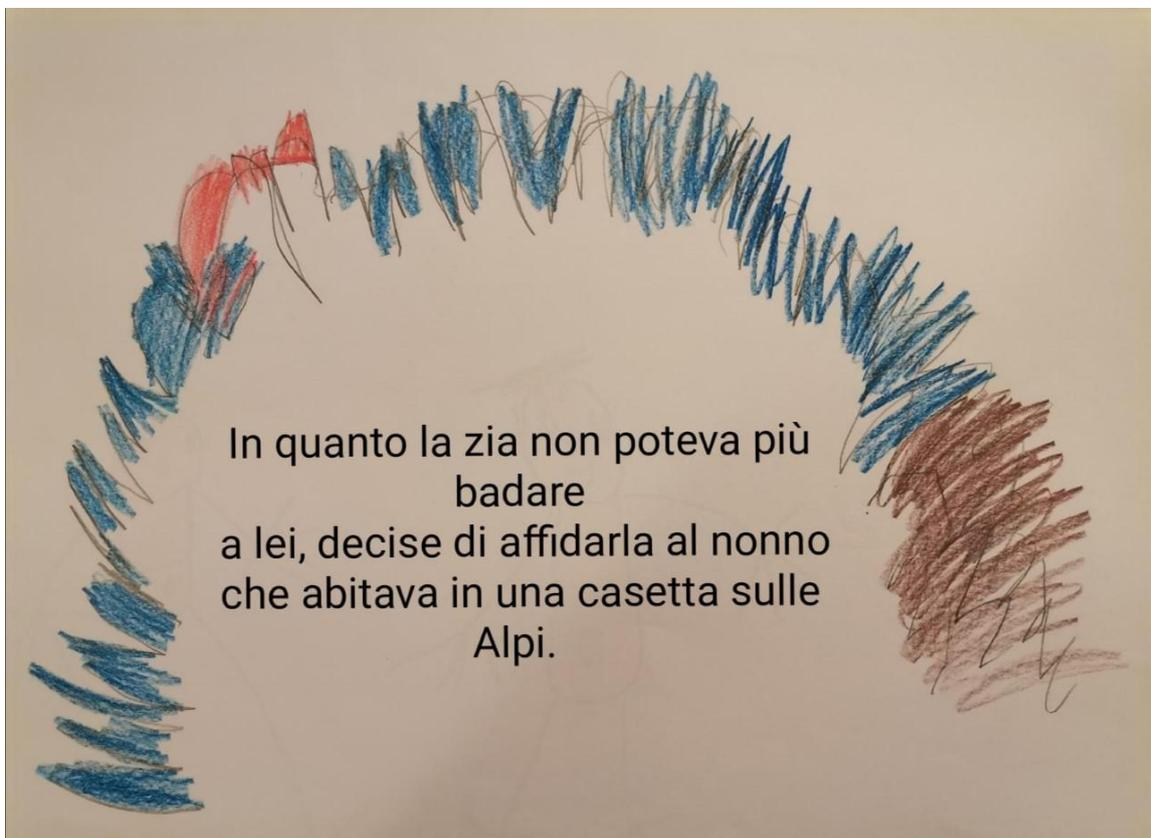 In quanto la zia non poteva più
badare
a lei, decise di affidarla al nonno
che abitava in una casetta sulle
Alpi.